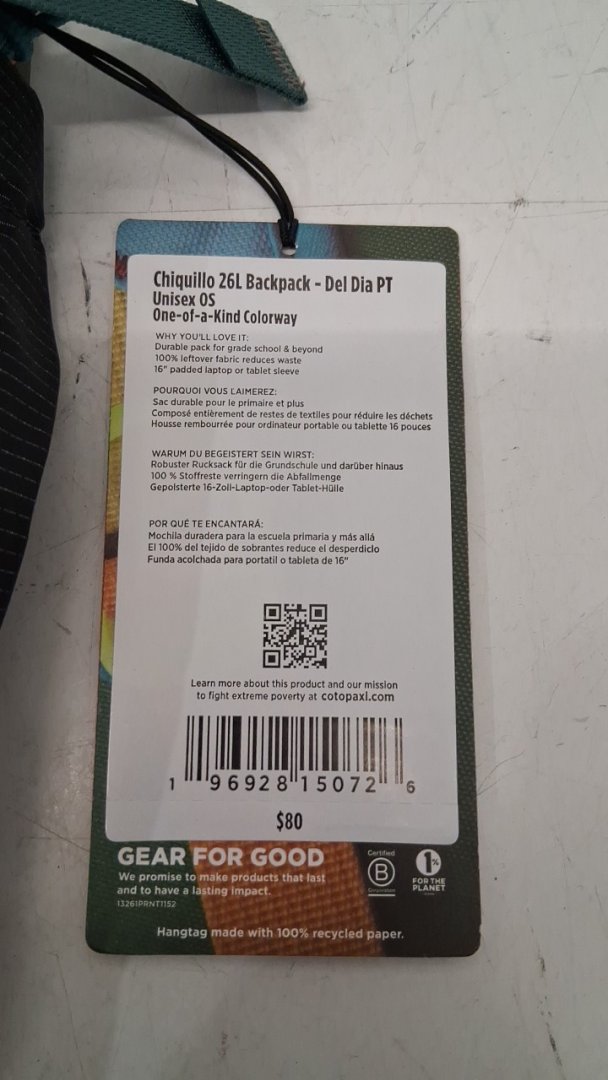 Chiquillo 26L Backpack - Del Dia PT
Unisex OS
One-of-a-Kind Colorway
WHY YOU'LL LOVE IT:
Durable pack for grade school & beyond
100% leftover fabric reduces waste
16" padded laptop or tablet sleeve
POURQUOI VOUS L'AIMEREZ:
Sac durable pour le primaire et plus
Composé entièrement de restes de textiles pour réduire les déchets
Housse rembourrée pour ordinateur portable ou tablette 16 pouces
WARUM DU BEGEISTERT SEIN WIRST:
Robuster Rucksack für die Grundschule und darüber hinaus
100 % Stoffreste verringern die Abfallmenge
Gepolsterte 16-Zoll-Laptop-oder Tablet-Hülle
POR QUÉ TE ENCANTARÁ:
Mochila duradera para la escuela primaria y más allá
El 100% del tejido de sobrantes reduce el desperdicio
Funda acolchada para portatil o tableta de 16"
Learn more about this product and our mission
to fight extreme poverty at cotopaxi.com
1 96928 15072 6
$80
GEAR FOR GOOD
We promise to make products that last
and to have a lasting impact.
13261PRNT1152
Certified
B
Corporation
1%
FOR THE
PLANET
Hangtag made with 100% recycled paper.